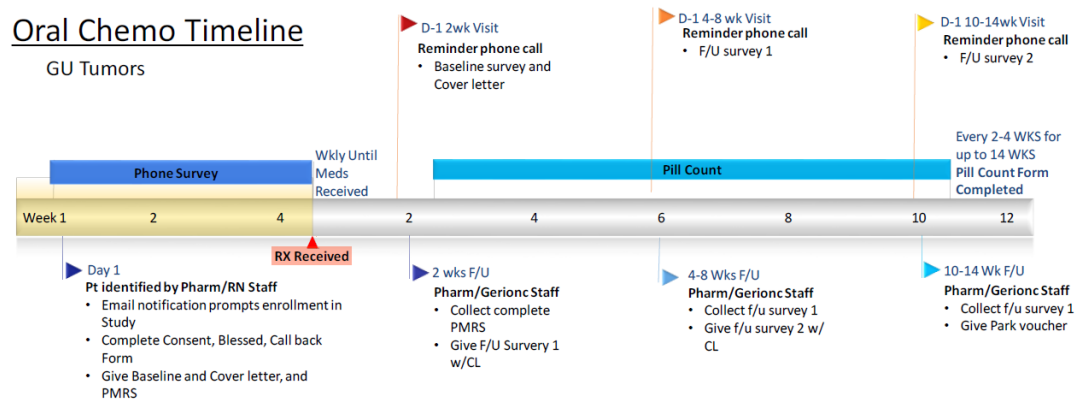 Oral Chemo Timeline
GU Tumors
D-1 2wk Visit
Reminder phone call
• Baseline survey and
Cover letter
D-1 4-8 wk Visit
Reminder phone call
• F/U survey 1
D-1 10-14wk Visit
Reminder phone call
• F/U survey 2
Phone Survey
Wkly Until
Meds
Received
Pill Count
Every 2-4 WKS for
up to 14 WKS
Pill Count Form
Completed
Week 1 2 4 2 4 6 8 10 12
RX Received
Day 1
Pt identified by Pharm/RN Staff
• Email notification prompts enrollment in
Study
• Complete Consent, Blessed, Call back
Form
• Give Baseline and Cover letter, and
PMRS
2 wks F/U
Pharm/Gerionc Staff
• Collect complete
PMRS
• Give F/U Survery 1
w/CL
4-8 Wks F/U
Pharm/Gerionc Staff
• Collect f/u survey 1
• Give f/u survey 2 w/
CL
10-14 Wk F/U
Pharm/Gerionc Staff
• Collect f/u survey 1
• Give Park voucher